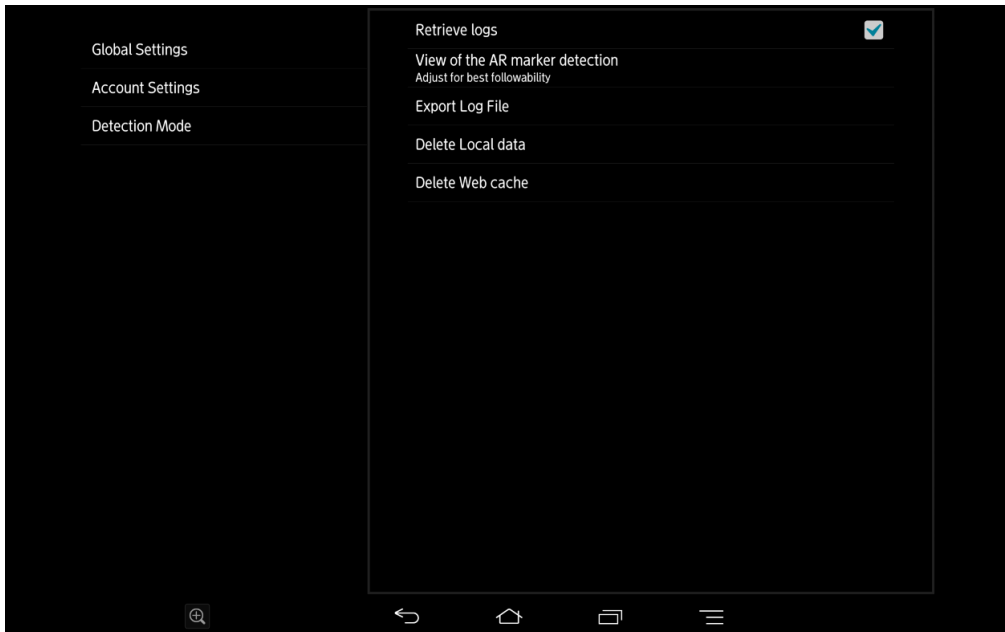 Global Settings
Account Settings
Detection Mode
Retrieve logs
View of the AR marker detection
Adjust for best followability
Export Log File
Delete Local data
Delete Web cache